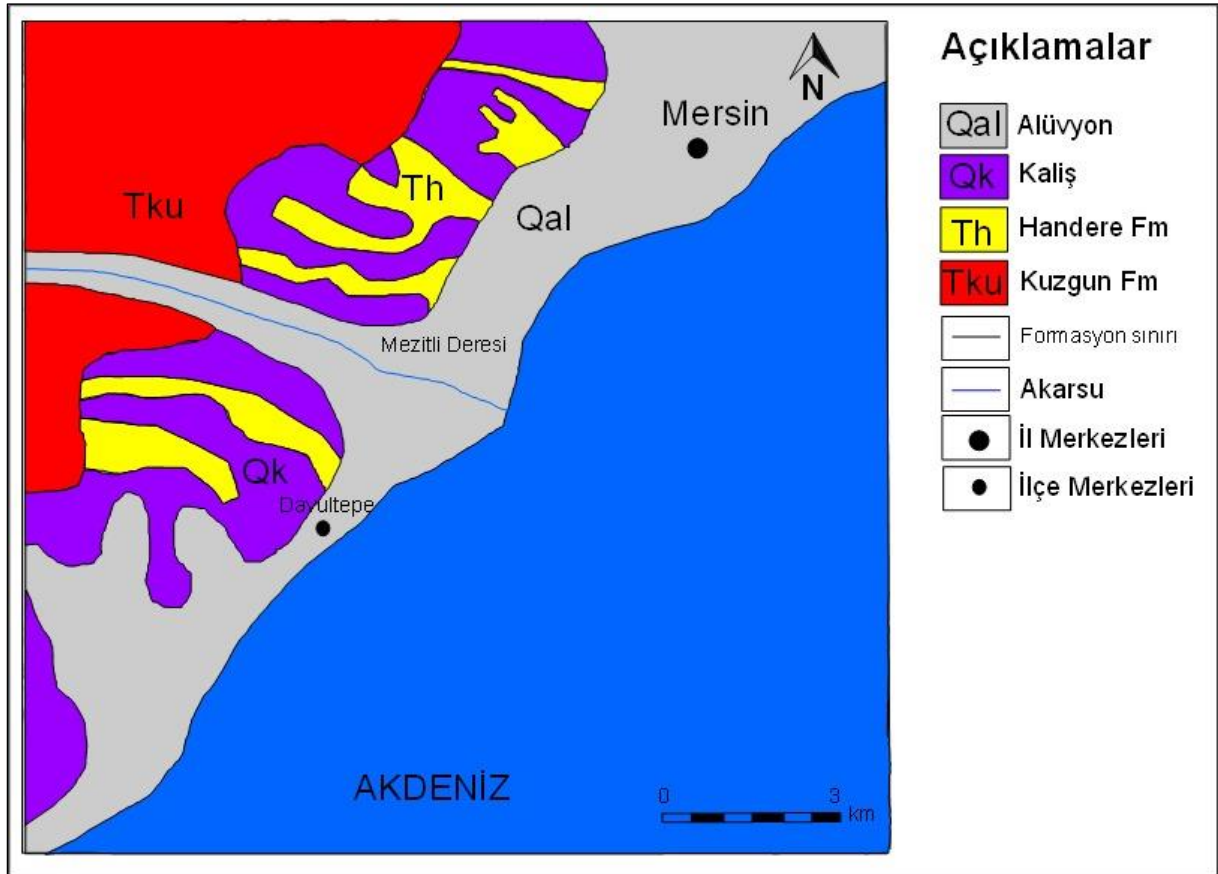 N
Mersin
Th
Tku
Qal
Mezitli Deresi
Qk
Davultepe
AKDENİZ
0 3
km
Açıklamalar
Qal Alüvyon
Qk Kaliş
Th Handere Fm
Tku Kuzgun Fm
Formasyon sınırı
Akarsu
İl Merkezleri
İlçe Merkezleri